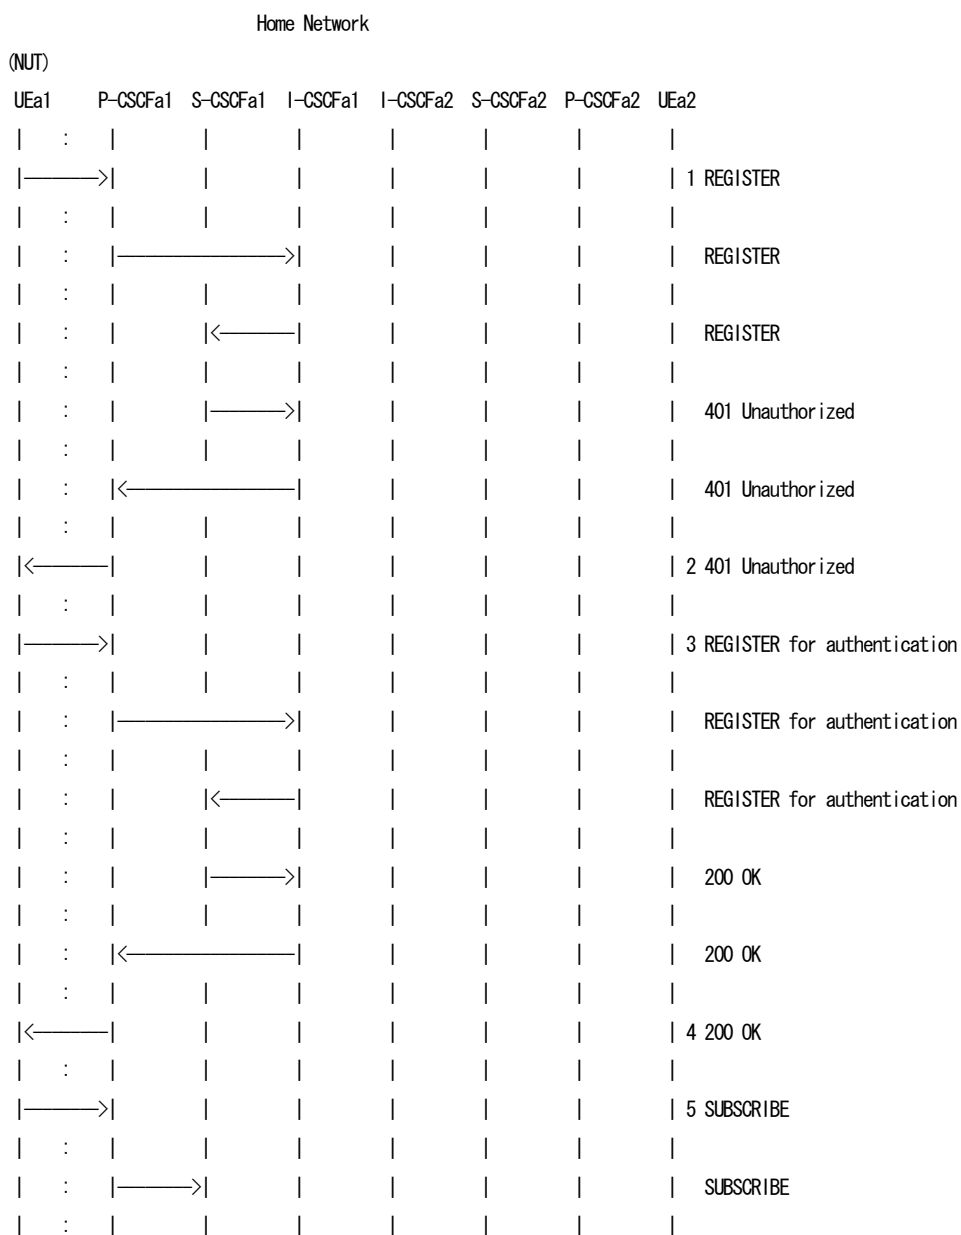 Home Network
(NUT)
UEa1 P-CSCFa1 S-CSCFa1 I-CSCFa1 I-CSCFa2 S-CSCFa2 P-CSCFa2 UEa2
| : | | | | | | |
|————>| | | | | | | 1 REGISTER
| : | | | | | | |
| : |—————————>| | | | | REGISTER
| : | | | | | | |
| : | |<————| | | | | REGISTER
| : | | | | | | |
| : | |————>| | | | | 401 Unauthorized
| : | | | | | | |
| : |<—————————| | | | | 401 Unauthorized
| : | | | | | | |
|<————| | | | | | | 2 401 Unauthorized
| : | | | | | | |
|————>| | | | | | | 3 REGISTER for authentication
| : | | | | | | |
| : |—————————>| | | | | REGISTER for authentication
| : | | | | | | |
| : | |<————| | | | | REGISTER for authentication
| : | | | | | | |
| : | |————>| | | | | 200 OK
| : | | | | | | |
| : |<—————————| | | | | 200 OK
| : | | | | | | |
|<————| | | | | | | 4 200 OK
| : | | | | | | |
|————>| | | | | | | 5 SUBSCRIBE
| : | | | | | | |
| : |————>| | | | | | SUBSCRIBE
| : | | | | | | |